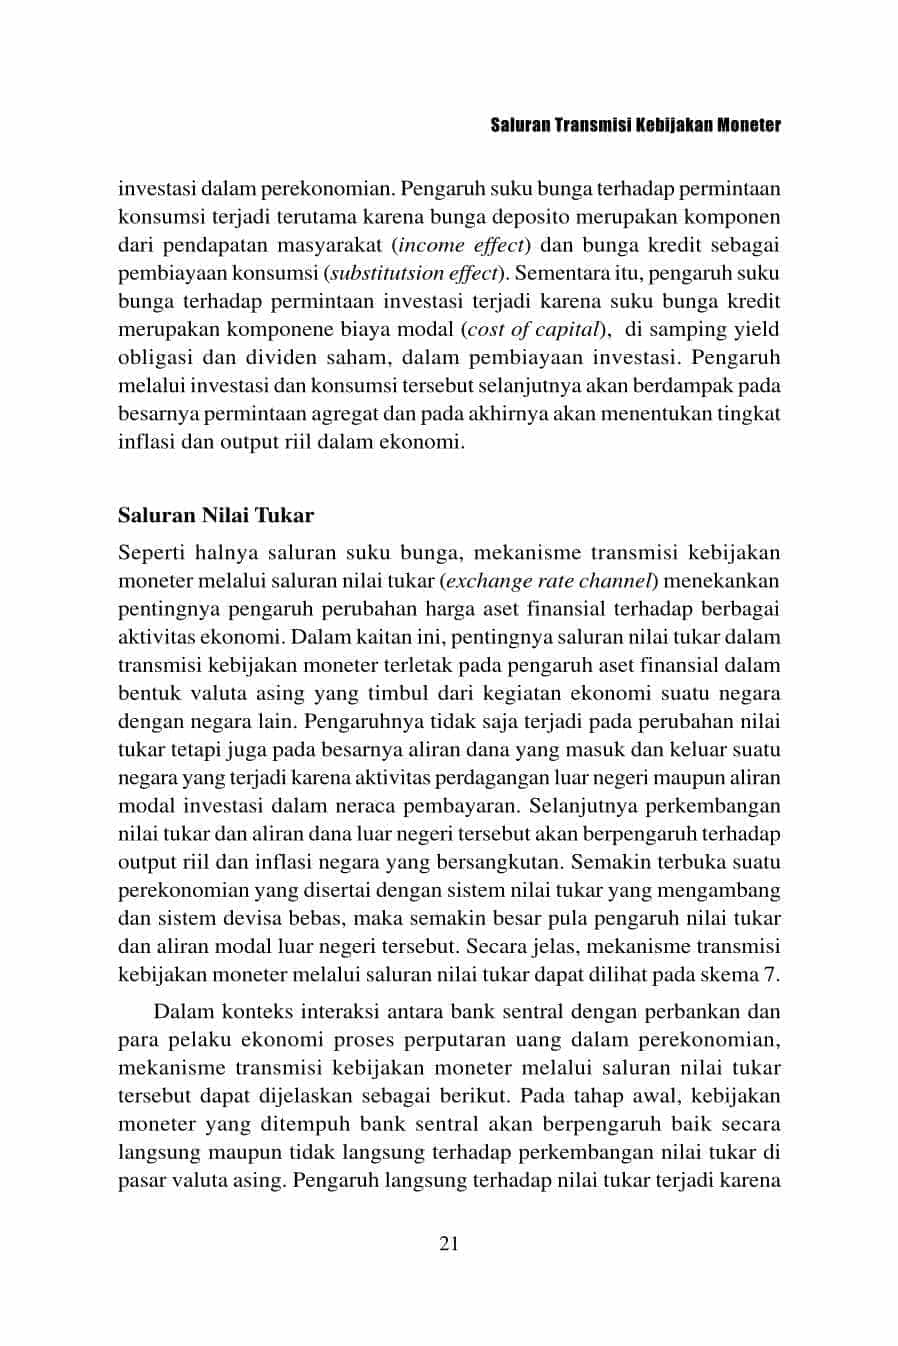 Saluran Transmisi Kebijakan Moneter
investasi dalam perekonomian. Pengaruh suku bunga terhadap permintaan
konsumsi terjadi terutama karena bunga deposito merupakan komponen
dari pendapatan masyarakat (income effect) dan bunga kredit sebagai
pembiayaan konsumsi (substitutsion effect). Sementara itu, pengaruh suku
bunga terhadap permintaan investasi terjadi karena suku bunga kredit
merupakan komponene biaya modal (cost of capital), di samping yield
obligasi dan dividen saham, dalam pembiayaan investasi. Pengaruh
melalui investasi dan konsumsi tersebut selanjutnya akan berdampak pada
besarnya permintaan agregat dan pada akhirnya akan menentukan tingkat
inflasi dan output riil dalam ekonomi.
Saluran Nilai Tukar
Seperti halnya saluran suku bunga, mekanisme transmisi kebijakan
moneter melalui saluran nilai tukar (exchange rate channel) menekankan
pentingnya pengaruh perubahan harga aset finansial terhadap berbagai
aktivitas ekonomi. Dalam kaitan ini, pentingnya saluran nilai tukar dalam
transmisi kebijakan moneter terletak pada pengaruh aset finansial dalam
bentuk valuta asing yang timbul dari kegiatan ekonomi suatu negara
dengan negara lain. Pengaruhnya tidak saja terjadi pada perubahan nilai
tukar tetapi juga pada besarnya aliran dana yang masuk dan keluar suatu
negara yang terjadi karena aktivitas perdagangan luar negeri maupun aliran
modal investasi dalam neraca pembayaran. Selanjutnya perkembangan
nilai tukar dan aliran dana luar negeri tersebut akan berpengaruh terhadap
output riil dan inflasi negara yang bersangkutan. Semakin terbuka suatu
perekonomian yang disertai dengan sistem nilai tukar yang mengambang
dan sistem devisa bebas, maka semakin besar pula pengaruh nilai tukar
dan aliran modal luar negeri tersebut. Secara jelas, mekanisme transmisi
kebijakan moneter melalui saluran nilai tukar dapat dilihat pada skema 7.
Dalam konteks interaksi antara bank sentral dengan perbankan dan
para pelaku ekonomi proses perputaran uang dalam perekonomian,
mekanisme transmisi kebijakan moneter melalui saluran nilai tukar
tersebut dapat dijelaskan sebagai berikut. Pada tahap awal, kebijakan
moneter yang ditempuh bank sentral akan berpengaruh baik secara
langsung maupun tidak langsung terhadap perkembangan nilai tukar di
pasar valuta asing. Pengaruh langsung terhadap nilai tukar terjadi karena
21